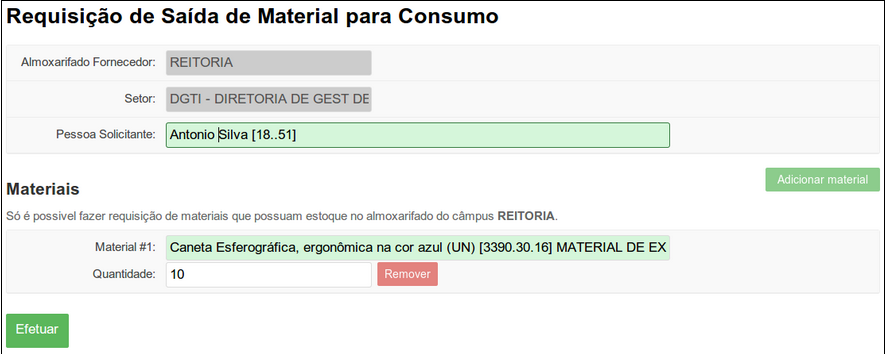 Requisição de Saída de Material para Consumo
Almoxarifado Fornecedor: REITORIA
Setor: DGTI - DIRETORIA DE GEST DE
Pessoa Solicitante: Antonio Silva [18..51]
Adicionar material
Materiais
Só é possível fazer requisição de materiais que possuam estoque no almoxarifado do câmpus REITORIA.
Material #1: Caneta Esferográfica, ergonômica na cor azul (UN) [3390.30.16] MATERIAL DE EX
Quantidade: 10 Remover
Efetuar